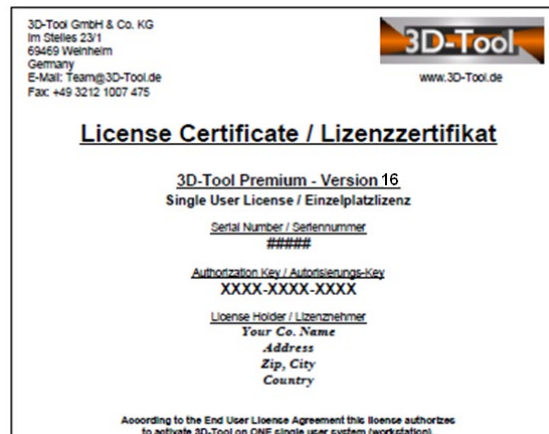 3D-Tool GmbH & Co. KG
Im Stelles 23/1
69469 Weinheim
Germany
E-Mail: Team@3D-Tool.de
Fax: +49 3212 1007 475
3D-Tool
www.3D-Tool.de
License Certificate / Lizenzzertifikat
3D-Tool Premium - Version 16
Single User License / Einzelplatzlizenz
Serial Number / Seriennummer
#####
Authorization Key / Autorisierungs-Key
XXXX-XXXX-XXXX
License Holder / Lizenznehmer
Your Co. Name
Address
Zip, City
Country
According to the End User License Agreement this license authorizes
to activate 3D-Tool on ONE single user system (workstation).